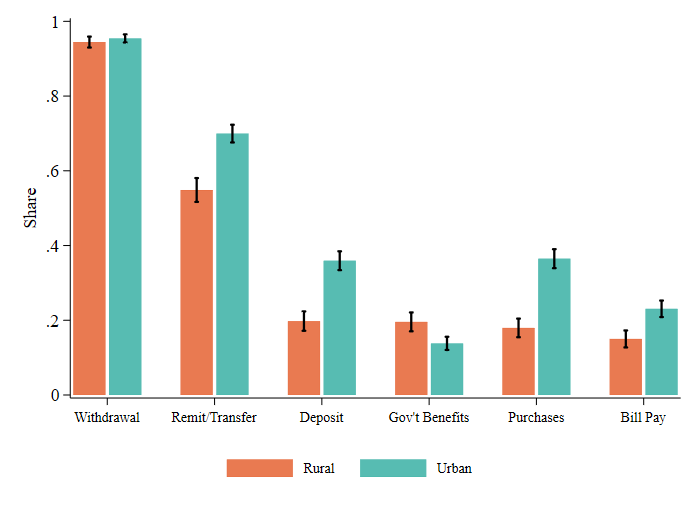 1
.8
.6
.4
.2
0
Share
Withdrawal Remit/Transfer Deposit Gov't Benefits Purchases Bill Pay
Rural Urban